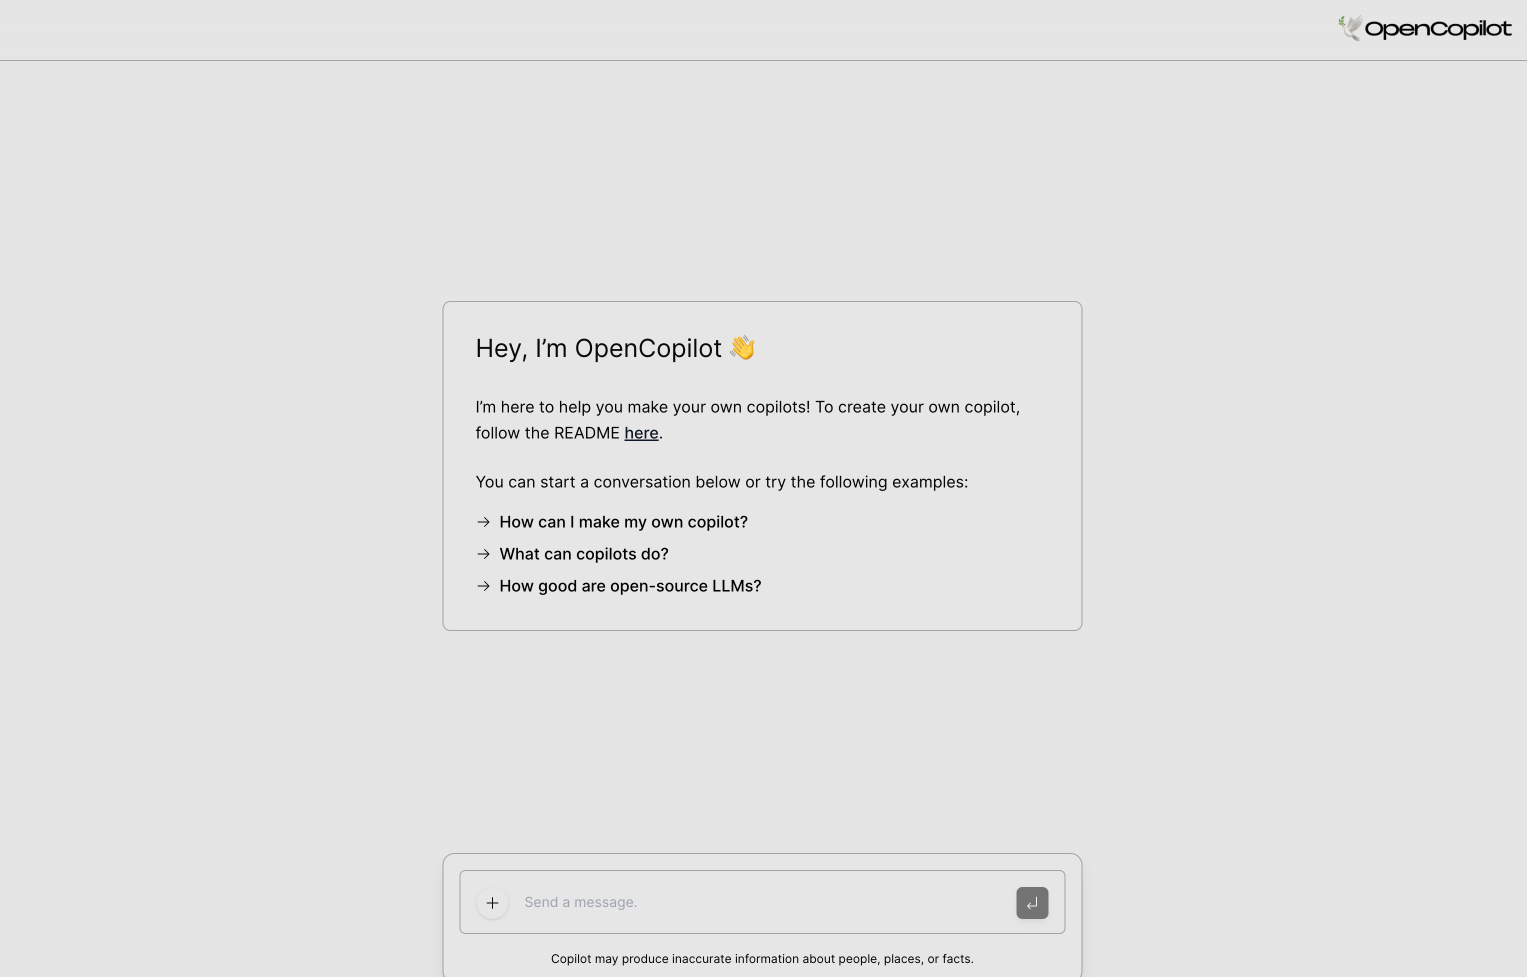 OpenCopilot
Hey, I’m OpenCopilot 👋
I’m here to help you make your own copilots! To create your own copilot,
follow the README here.
You can start a conversation below or try the following examples:
→ How can I make my own copilot?
→ What can copilots do?
→ How good are open-source LLMs?
Send a message.
Copilot may produce inaccurate information about people, places, or facts.